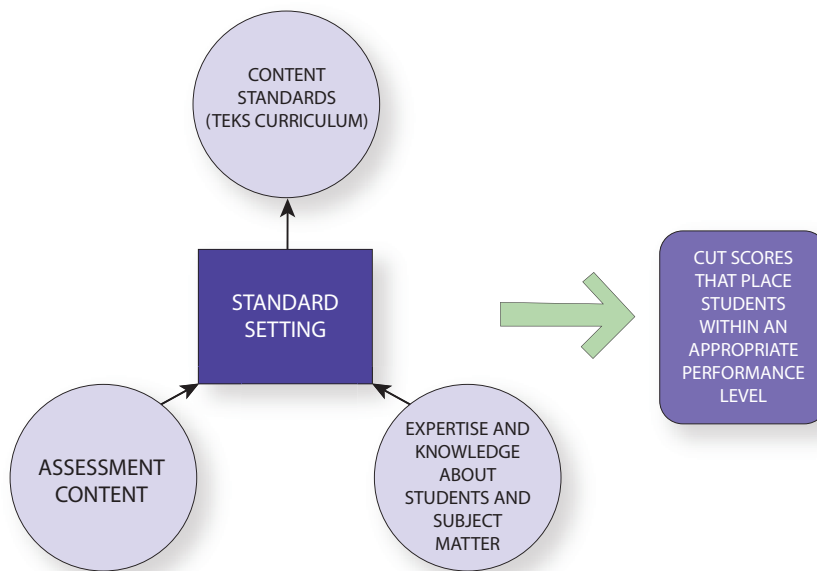 CONTENT
STANDARDS
(TEKS CURRICULUM)
STANDARD
SETTING
CUT SCORES
THAT PLACE
STUDENTS
WITHIN AN
APPROPRIATE
PERFORMANCE
LEVEL
ASSESSMENT
CONTENT
EXPERTISE AND
KNOWLEDGE
ABOUT
STUDENTS AND
SUBJECT
MATTER